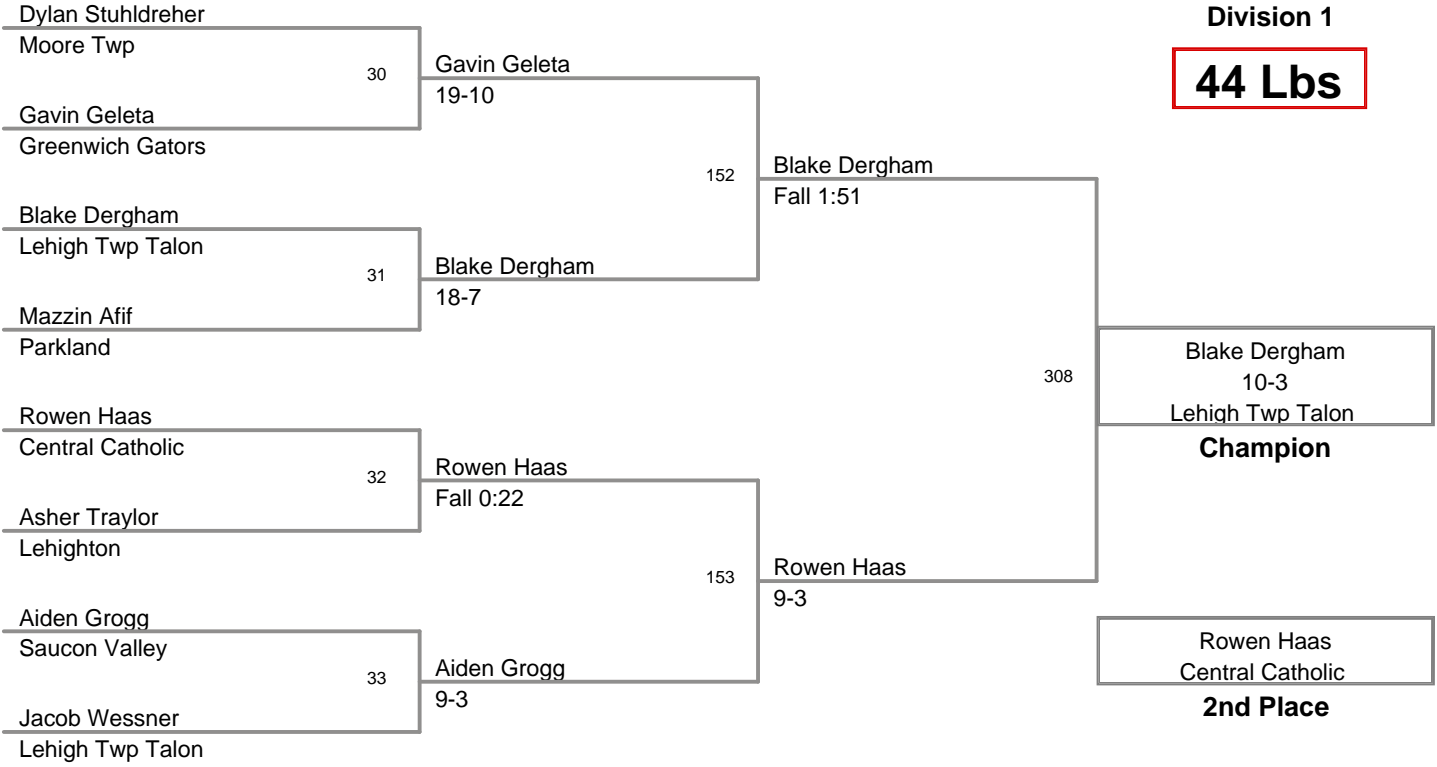 Dylan Stuhldreher
Moore Twp
30
Gavin Geleta
Greenwich Gators
Blake Dergham
Lehigh Twp Talon
31
Mazzin Afif
Parkland
Rowen Haas
Central Catholic
32
Asher Traylor
Lehighton
Aiden Grogg
Saucon Valley
33
Jacob Wessner
Lehigh Twp Talon
Gavin Geleta
19-10
152
Blake Dergham
18-7
Rowen Haas
Fall 0:22
153
Aiden Grogg
9-3
Blake Dergham
Fall 1:51
308
Rowen Haas
9-3
Division 1
44 Lbs
Blake Dergham
10-3
Lehigh Twp Talon
Champion
Rowen Haas
Central Catholic
2nd Place